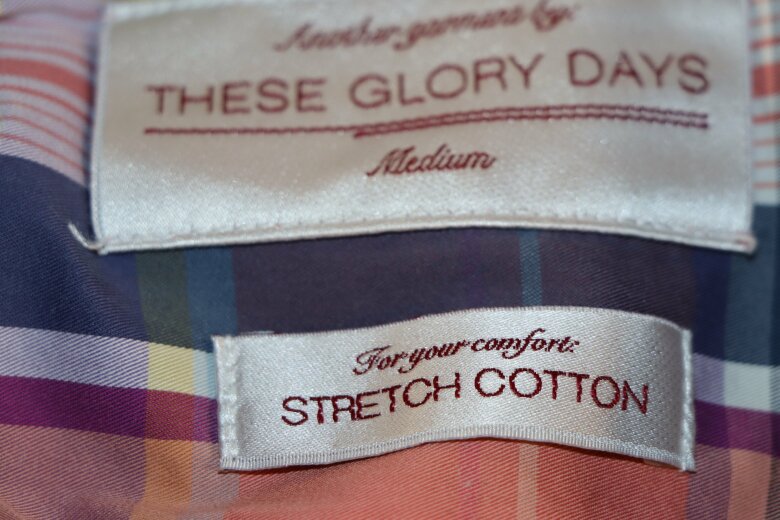 Another garment by:
THESE GLORY DAYS
Medium
For your comfort:
STRETCH COTTON